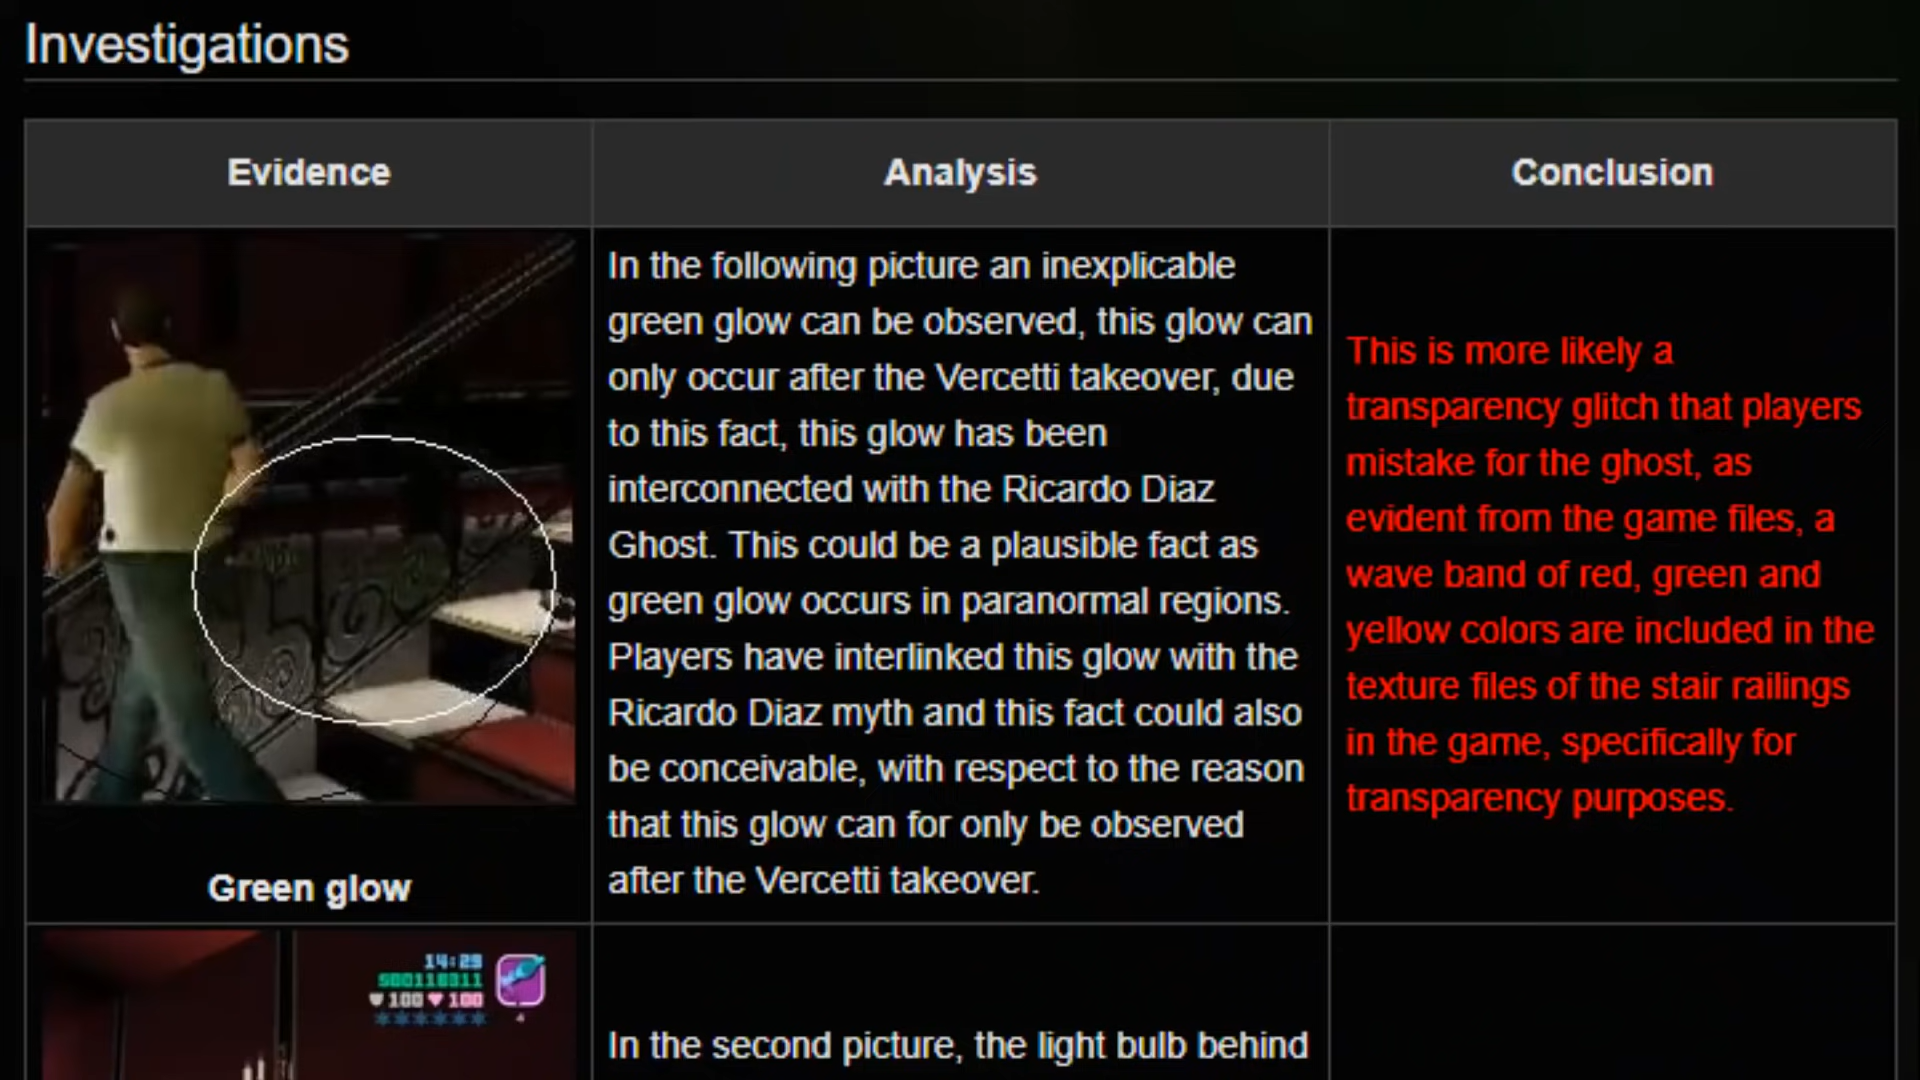 Investigations
Evidence
Analysis
Conclusion
In the following picture an inexplicable
green glow can be observed, this glow can
only occur after the Vercetti takeover, due
to this fact, this glow has been
interconnected with the Ricardo Diaz
Ghost. This could be a plausible fact as
green glow occurs in paranormal regions.
Players have interlinked this glow with the
Ricardo Diaz myth and this fact could also
be conceivable, with respect to the reason
that this glow can for only be observed
after the Vercetti takeover.
This is more likely a
transparency glitch that players
mistake for the ghost, as
evident from the game files, a
wave band of red, green and
yellow colors are included in the
texture files of the stair railings
in the game, specifically for
transparency purposes.
Green glow
14:29
100 100
In the second picture, the light bulb behind